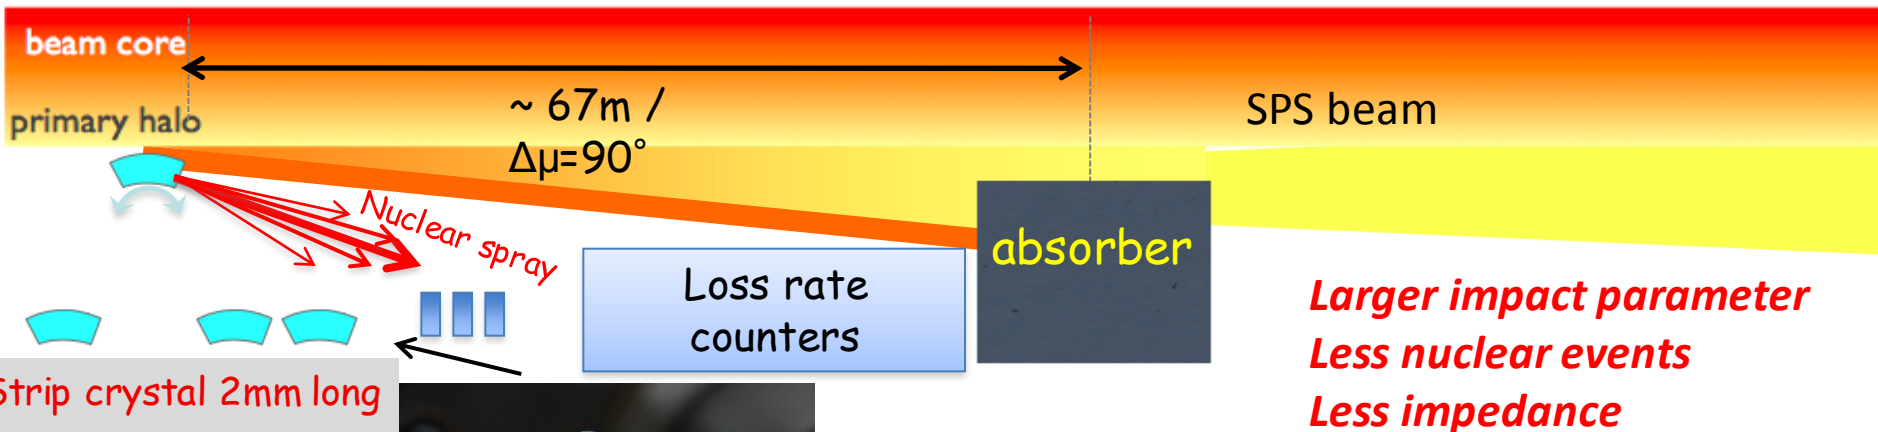 beam core
primary halo
~ 67m /
Δμ=90°
SPS beam
Nuclear spray
absorber
Loss rate
counters
Larger impact parameter
Less nuclear events
Less impedance
Strip crystal 2mm long